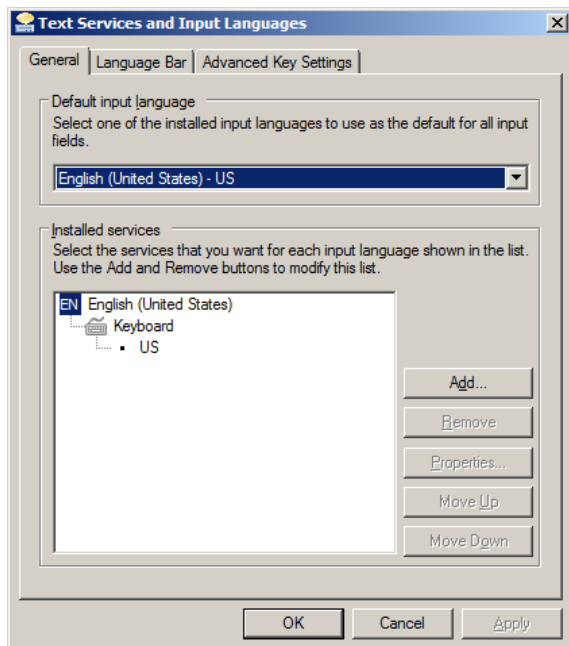 Text Services and Input Languages
General
Language Bar
Advanced Key Settings
Default input language
Select one of the installed input languages to use as the default for all input
fields.
English (United States) - US
Installed services
Select the services that you want for each input language shown in the list.
Use the Add and Remove buttons to modify this list.
EN English (United States)
Keyboard
US
Add...
Remove
Properties...
Move Up
Move Down
OK
Cancel
Apply